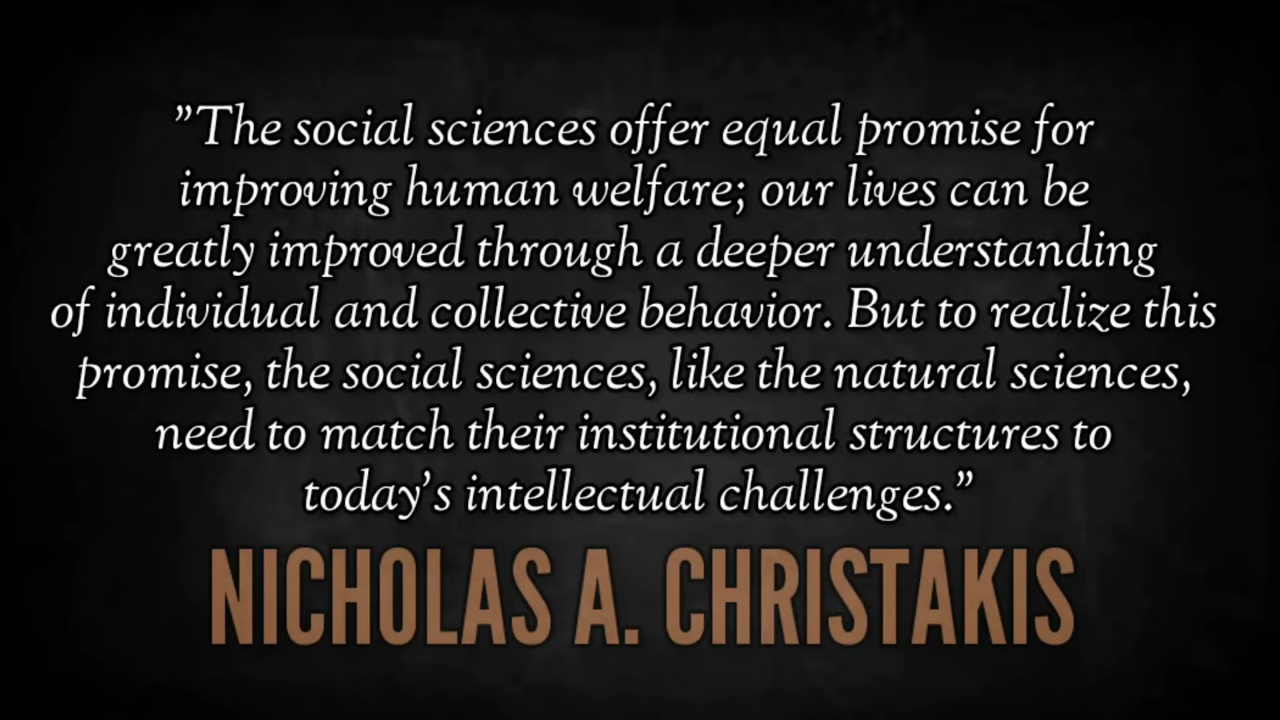 ”The social sciences offer equal promise for
improving human welfare; our lives can be
greatly improved through a deeper understanding
of individual and collective behavior. But to realize this
promise, the social sciences, like the natural sciences,
need to match their institutional structures to
today’s intellectual challenges.”
NICHOLAS A. CHRISTAKIS